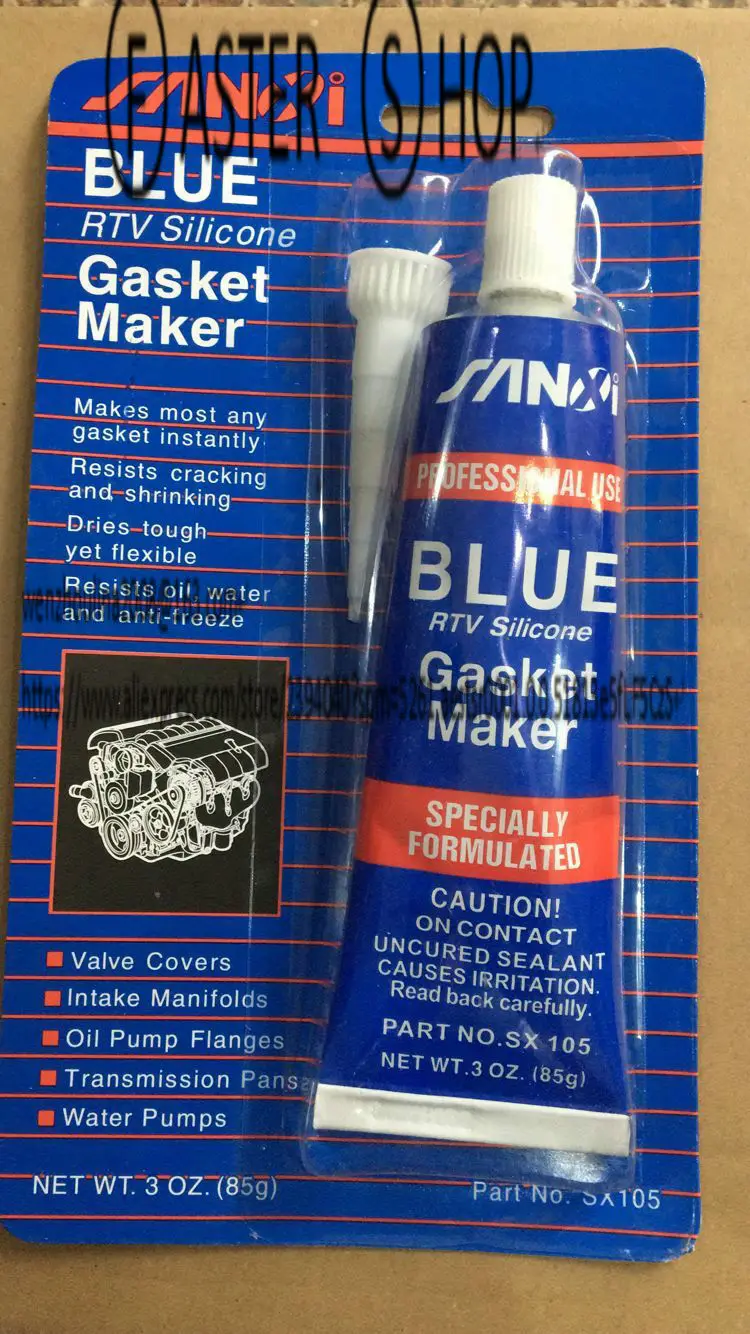 FASTER SHOP
SANXi
BLUE
RTV Silicone
Gasket
Maker
Makes most any
gasket instantly
Resists cracking
and shrinking
Dries tough
yet flexible
Resists oil, water
and anti-freeze
Valve Covers
Intake Manifolds
Oil Pump Flanges
Transmission Pans
Water Pumps
NET WT. 3 OZ. (85g)
Part No. SX105
SANXi
PROFESSIONAL USE
BLUE
RTV Silicone
Gasket
Maker
SPECIALLY
FORMULATED
CAUTION!
ON CONTACT
UNCURED SEALANT
CAUSES IRRITATION.
Read back carefully.
PART NO.SX 105
NET WT.3 OZ. (85g)